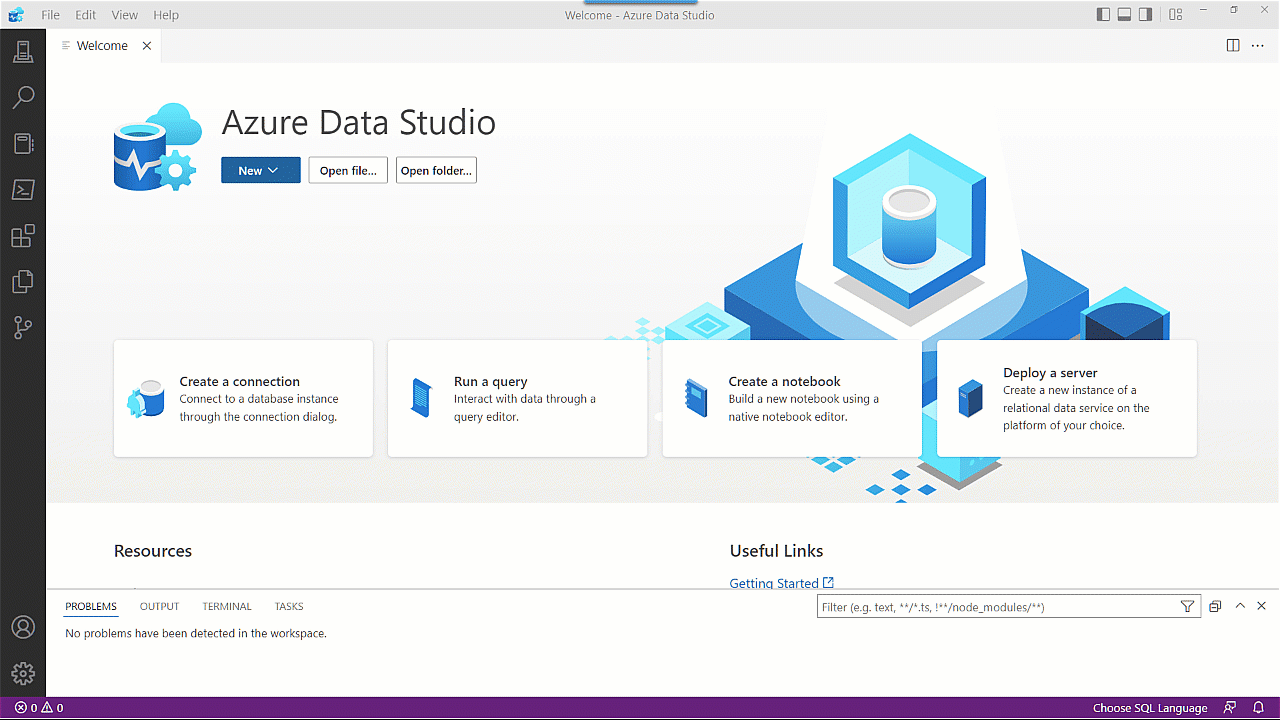 File Edit View Help
Welcome - Azure Data Studio
Welcome
Azure Data Studio
New
Open file...
Open folder...
Create a connection
Connect to a database instance
through the connection dialog.
Run a query
Interact with data through a
query editor.
Create a notebook
Build a new notebook using a
native notebook editor.
Deploy a server
Create a new instance of a
relational data service on the
platform of your choice.
Resources
Useful Links
Getting Started
PROBLEMS OUTPUT TERMINAL TASKS
Filter (e.g. text, **/*.ts, !**/node_modules/**)
No problems have been detected in the workspace.
0 0
Choose SQL Language